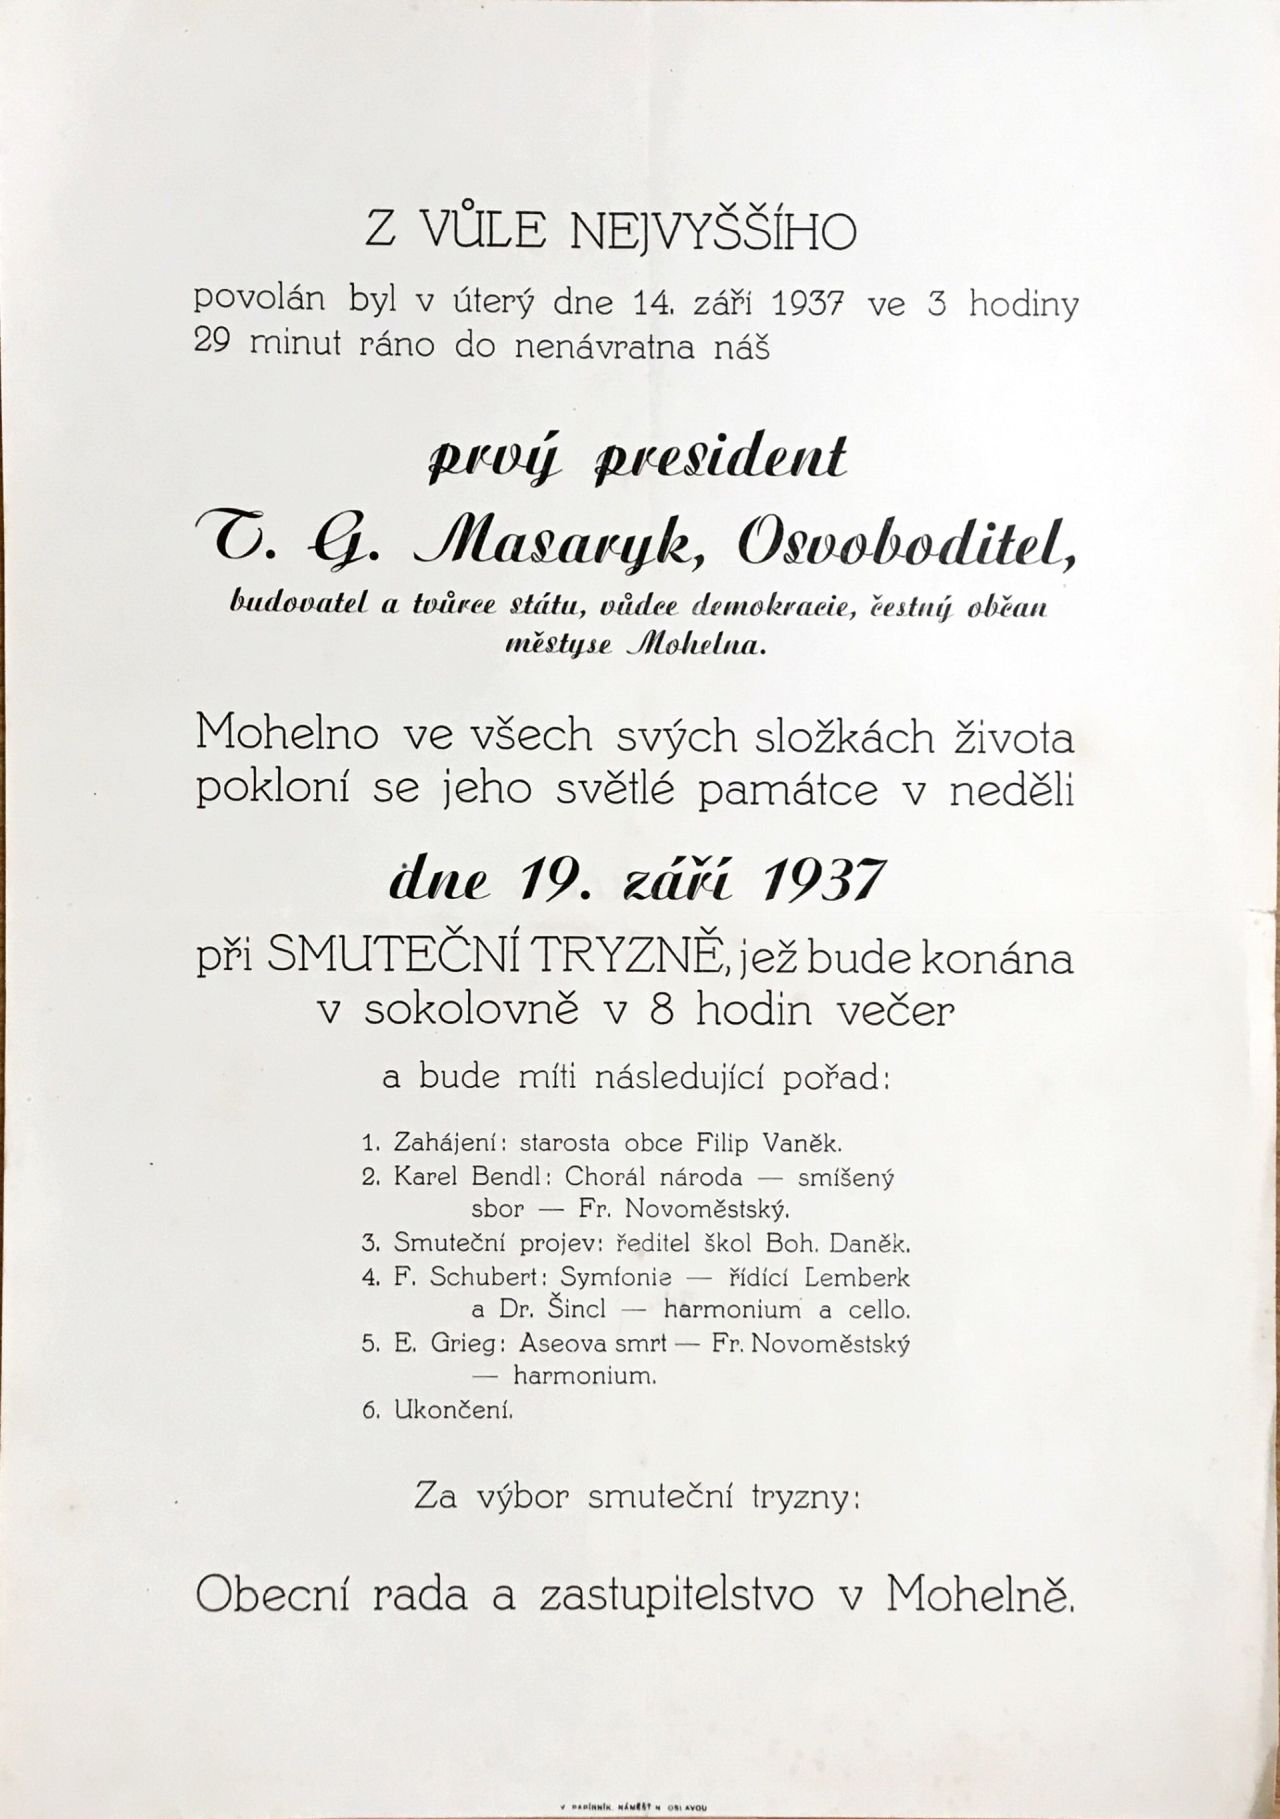 Z VŮLE NEJVYŠŠÍHO
povolán byl v úterý dne 14. září 1937 ve 3 hodiny
29 minut ráno do nenávratna náš
prvý president
T. G. Masaryk, Osvoboditel,
budovatel a tvůrce státu, vůdce demokracie, čestný občan
městyse Mohelna.
Mohelno ve všech svých složkách života
pokloní se jeho světlé památce v neděli
dne 19. září 1937
při SMUTEČNÍ TRYZNĚ, jež bude konána
v sokolovně v 8 hodin večer
a bude míti následující pořad:
1. Zahájení: starosta obce Filip Vaněk.
2. Karel Bendl: Chorál národa — smíšený
sbor — Fr. Novoměstský.
3. Smuteční projev: ředitel škol Boh. Daněk.
4. F. Schubert: Symfonie — řídící Lemberk
a Dr. Šincl — harmonium a cello.
5. E. Grieg: Aseova smrt — Fr. Novoměstský
— harmonium.
6. Ukončení.
Za výbor smuteční tryzny:
Obecní rada a zastupitelstvo v Mohelně.
NÁMĚŠŤ N OSLAVOU